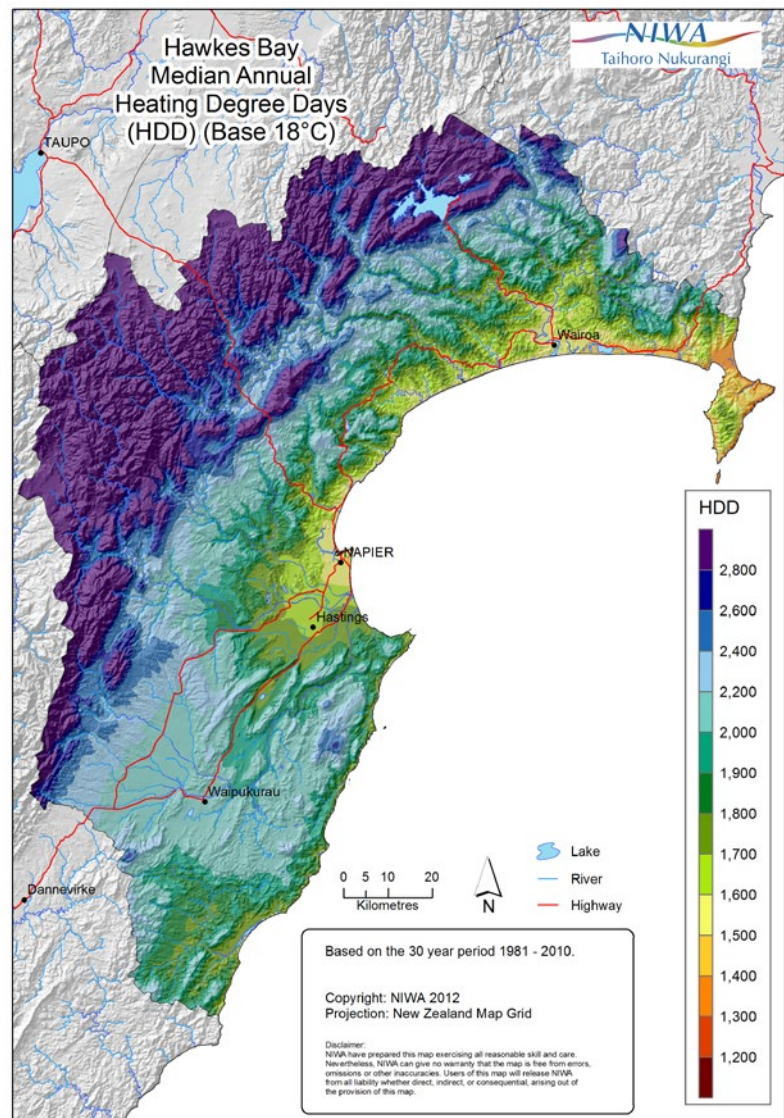 Hawkes Bay
Median Annual
Heating Degree Days
(HDD) (Base 18°C)
NIWA
Taihoro Nukurangi
TAUPO
Wairoa
NAPIER
Hastings
Waipukurau
Dannevirke
HDD
2,800
2,600
2,400
2,200
2,000
1,900
1,800
1,700
1,600
1,500
1,400
1,300
1,200
0 5 10 20
Kilometres
N
Lake
River
Highway
Based on the 30 year period 1981 - 2010.
Copyright: NIWA 2012
Projection: New Zealand Map Grid
Disclaimer:
NIWA have prepared this map exercising all reasonable skill and care.
Nevertheless, NIWA can give no warranty that the map is free from errors,
omissions or other inaccuracies. Users of this map will release NIWA
from all liability whether direct, indirect, or consequential, arising out of
the provision of this map.